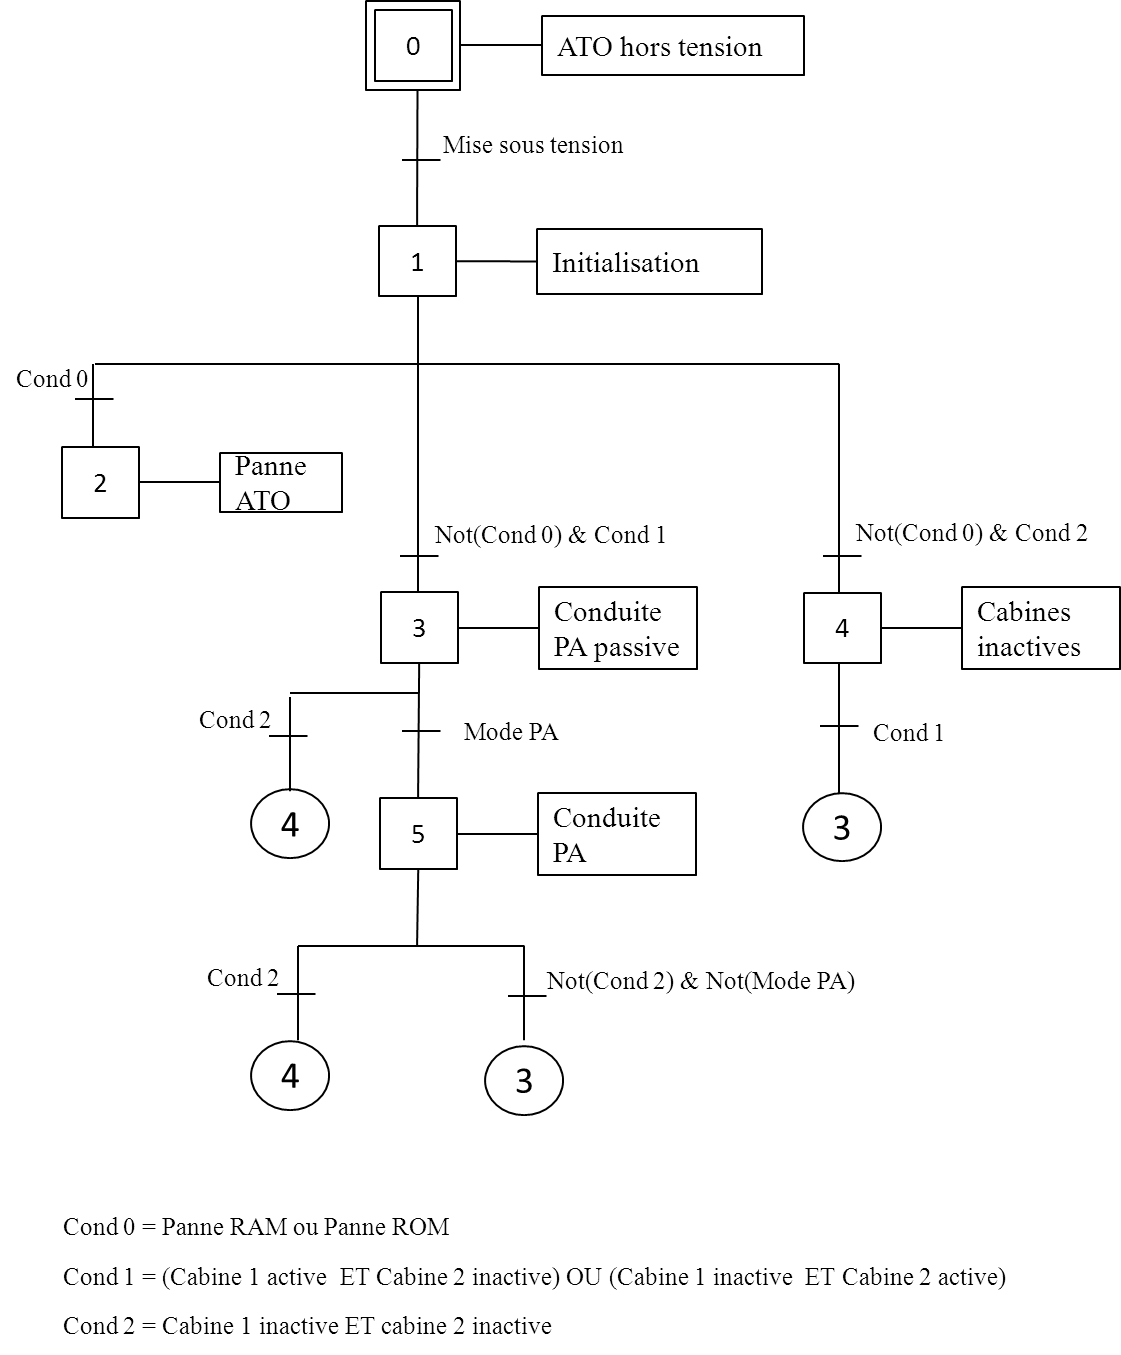 0
ATO hors tension
Mise sous tension
1
Initialisation
Cond 0
2
Panne
ATO
Not(Cond 0) & Cond 1
Not(Cond 0) & Cond 2
3
Conduite
PA passive
4
Cabines
inactives
Cond 2
Mode PA
Cond 1
4
5
Conduite
PA
3
Cond 2
Not(Cond 2) & Not(Mode PA)
4
3
Cond 0 = Panne RAM ou Panne ROM
Cond 1 = (Cabine 1 active ET Cabine 2 inactive) OU (Cabine 1 inactive ET Cabine 2 active)
Cond 2 = Cabine 1 inactive ET cabine 2 inactive